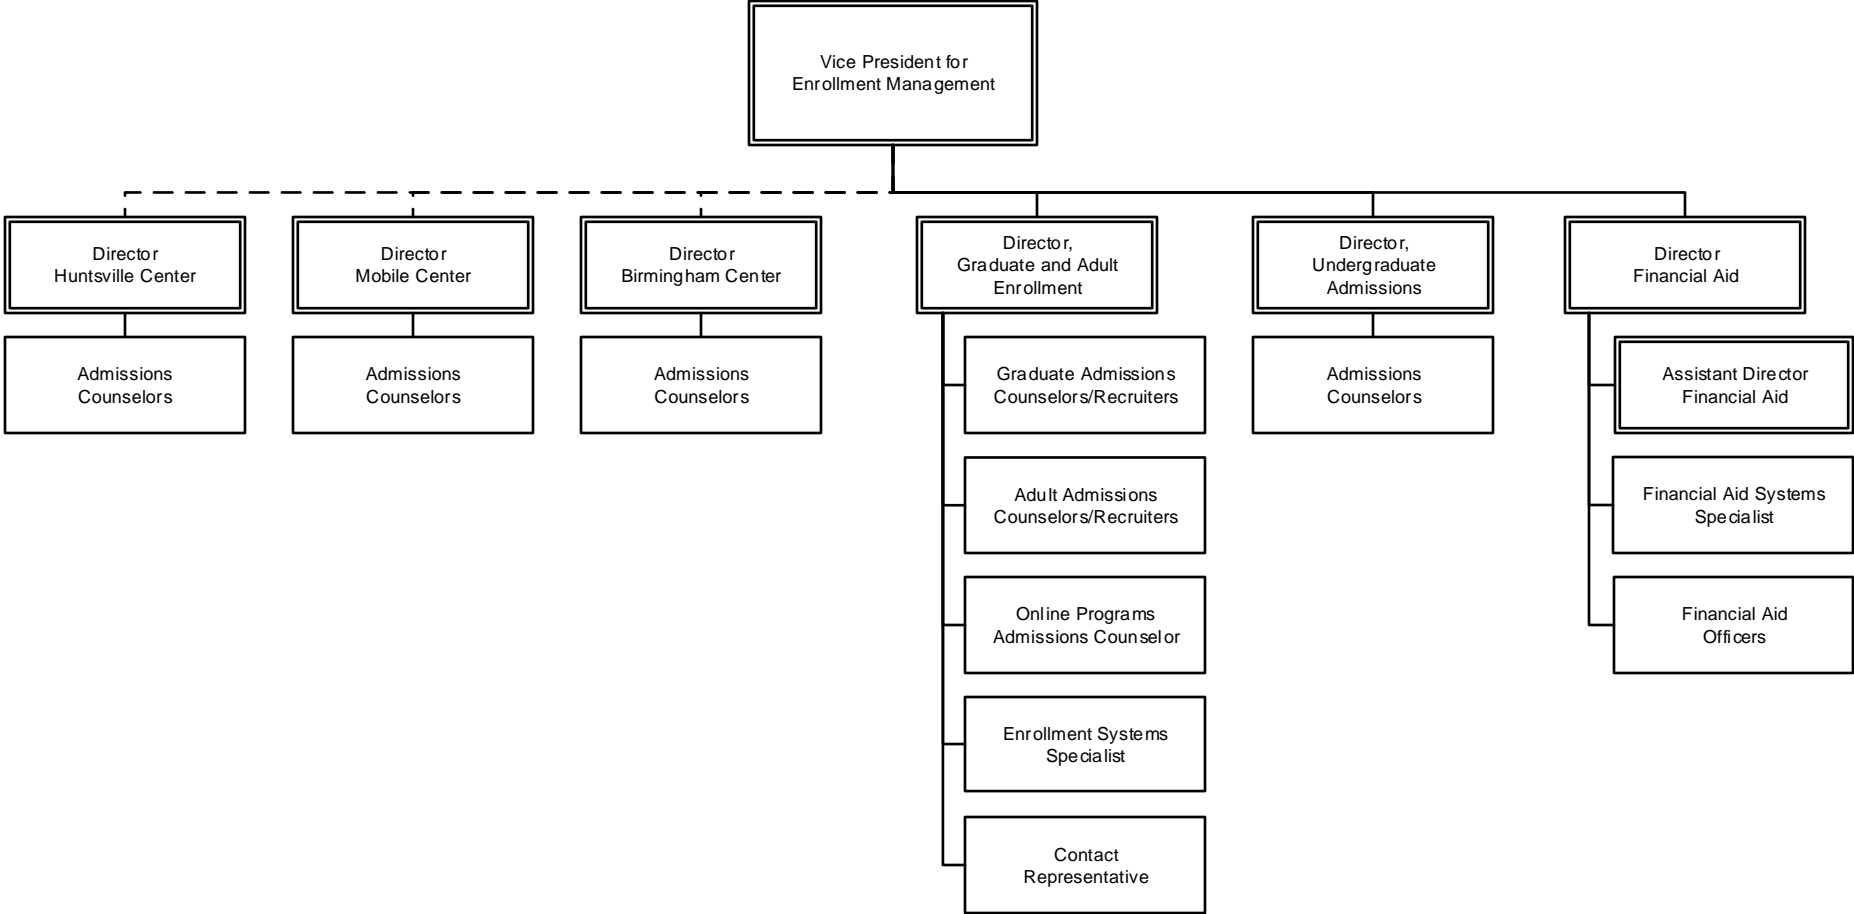 Vice President for
Enrollment Management
Director
Huntsville Center
Director
Mobile Center
Director
Birmingham Center
Director,
Graduate and Adult
Enrollment
Director,
Undergraduate
Admissions
Director
Financial Aid
Admissions
Counselors
Admissions
Counselors
Admissions
Counselors
Graduate Admissions
Counselors/Recruiters
Admissions
Counselors
Assistant Director
Financial Aid
Adult Admissions
Counselors/Recruiters
Financial Aid Systems
Specialist
Online Programs
Admissions Counselor
Financial Aid
Officers
Enrollment Systems
Specialist
Contact
Representative